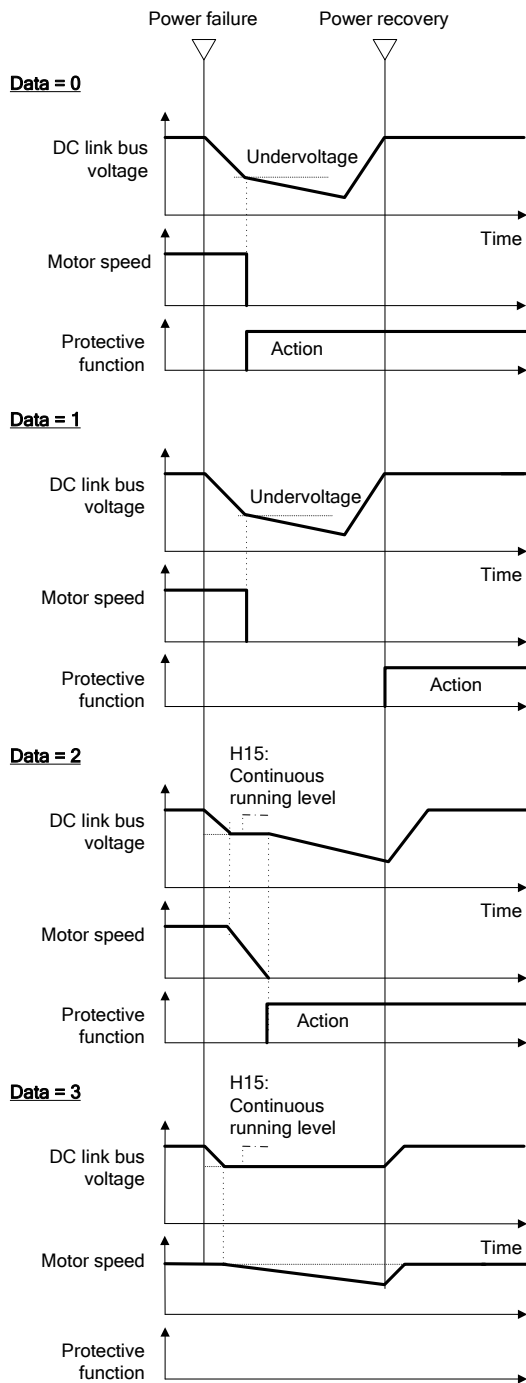 Power failure
Power recovery
Data = 0
DC link bus
voltage
Undervoltage
Time
Motor speed
Protective
function
Action
Data = 1
DC link bus
voltage
Undervoltage
Time
Motor speed
Protective
function
Action
Data = 2
H15:
Continuous
running level
DC link bus
voltage
Time
Motor speed
Protective
function
Action
Data = 3
H15:
Continuous
running level
DC link bus
voltage
Time
Motor speed
Protective
function